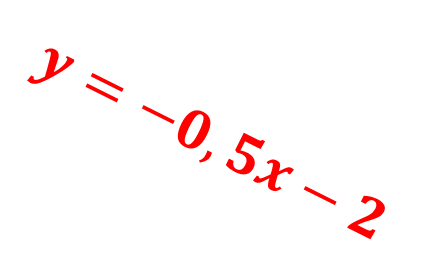 y = −0,5x − 2